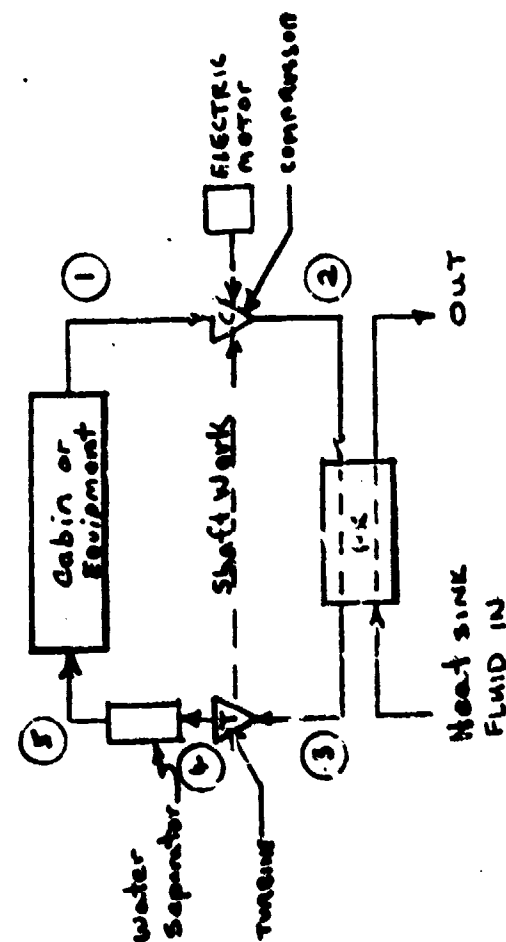 1
Cabin or
Equipment
5
Water
Separator
4
T
TURBINE
Shaft Work
C
ELECTRIC
MOTOR
COMPRESSOR
2
3
HX
Heat SINK
FLUID IN
OUT